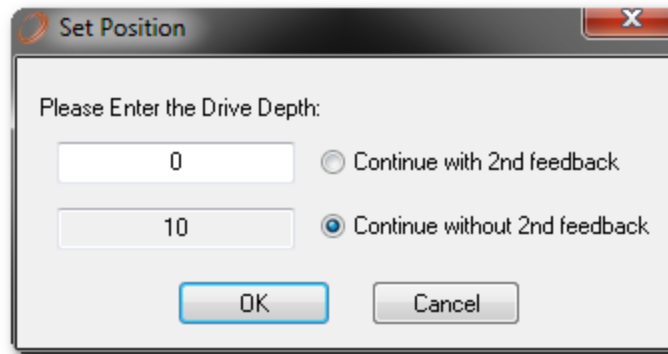 Set Position
Please Enter the Drive Depth:
0 Continue with 2nd feedback
10 Continue without 2nd feedback
OK Cancel